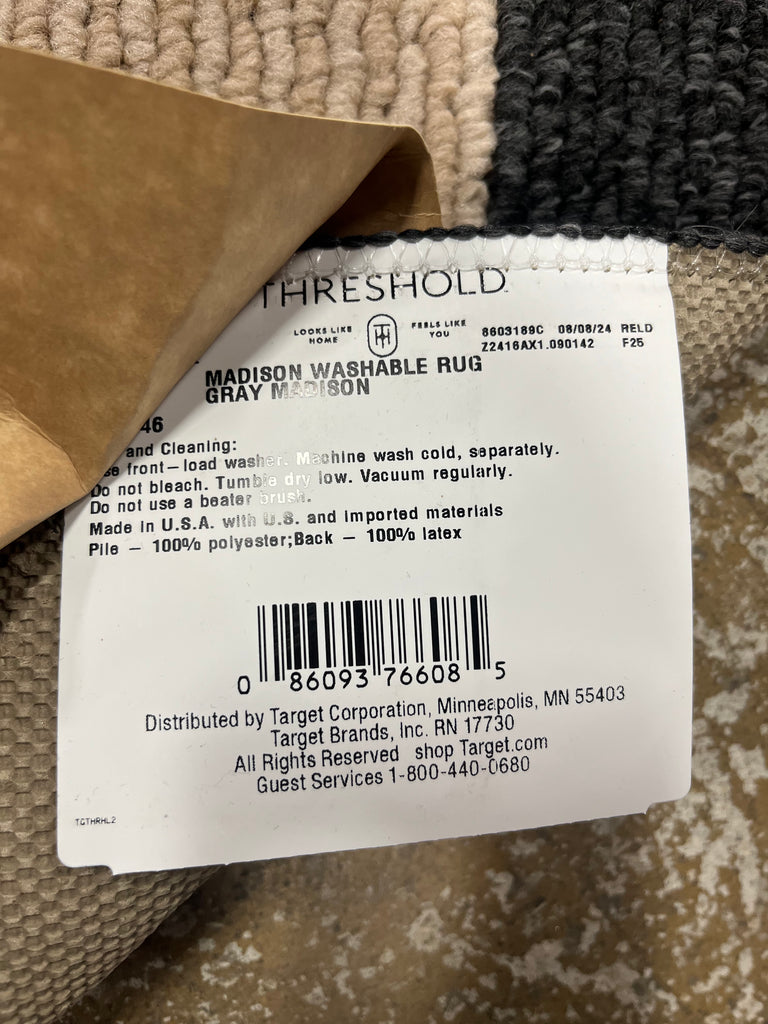 THRESHOLD
LOOKS LIKE HOME TH FEELS LIKE YOU
8603189C 08/08/24 RELD
Z2416AX1.090142 F25
MADISON WASHABLE RUG
GRAY MADISON
46
and Cleaning:
front-load washer. Machine wash cold, separately.
Do not bleach. Tumble dry low. Vacuum regularly.
Do not use a beater brush.
Made in U.S.A. with U.S. and imported materials
Pile – 100% polyester;Back – 100% latex
0 86093 76608 5
Distributed by Target Corporation, Minneapolis, MN 55403
Target Brands, Inc. RN 17730
All Rights Reserved shop Target.com
Guest Services 1-800-440-0680
TGTHRHL2